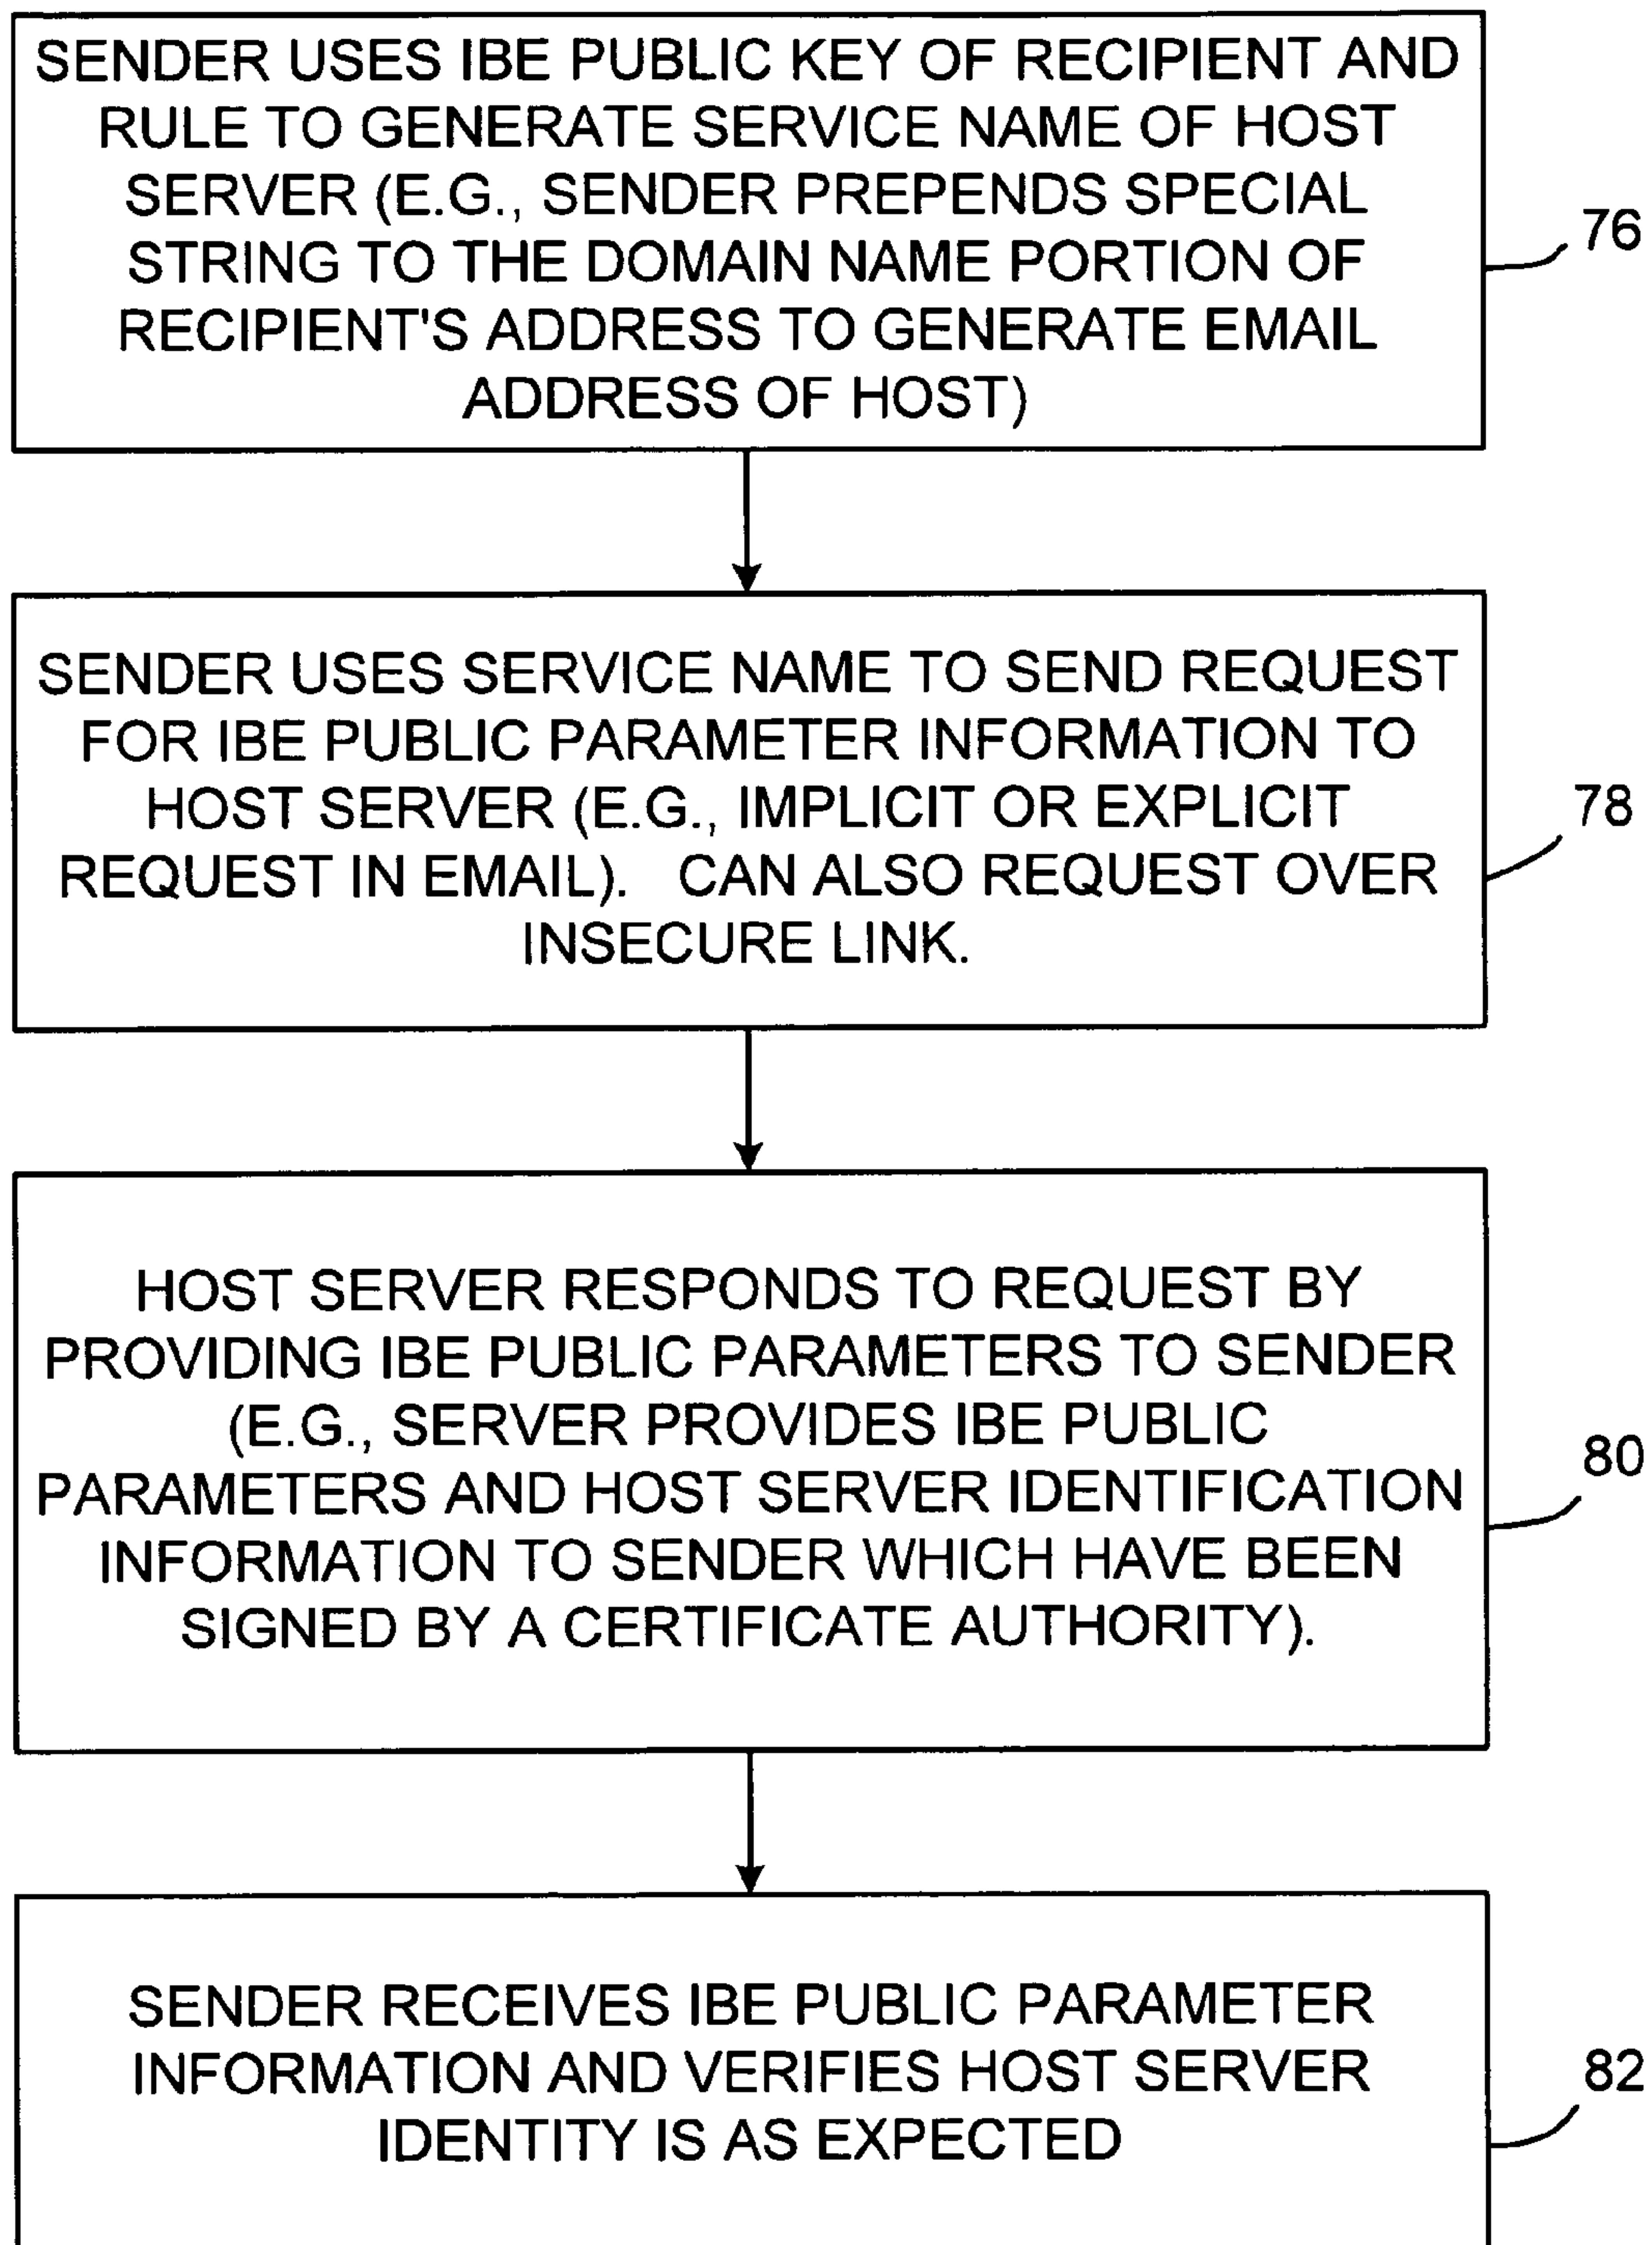 SENDER USES IBE PUBLIC KEY OF RECIPIENT AND
RULE TO GENERATE SERVICE NAME OF HOST
SERVER (E.G., SENDER PREPENDS SPECIAL
STRING TO THE DOMAIN NAME PORTION OF
RECIPIENT'S ADDRESS TO GENERATE EMAIL
ADDRESS OF HOST)
76
SENDER USES SERVICE NAME TO SEND REQUEST
FOR IBE PUBLIC PARAMETER INFORMATION TO
HOST SERVER (E.G., IMPLICIT OR EXPLICIT
REQUEST IN EMAIL). CAN ALSO REQUEST OVER
INSECURE LINK.
78
HOST SERVER RESPONDS TO REQUEST BY
PROVIDING IBE PUBLIC PARAMETERS TO SENDER
(E.G., SERVER PROVIDES IBE PUBLIC
PARAMETERS AND HOST SERVER IDENTIFICATION
INFORMATION TO SENDER WHICH HAVE BEEN
SIGNED BY A CERTIFICATE AUTHORITY).
80
SENDER RECEIVES IBE PUBLIC PARAMETER
INFORMATION AND VERIFIES HOST SERVER
IDENTITY IS AS EXPECTED
82